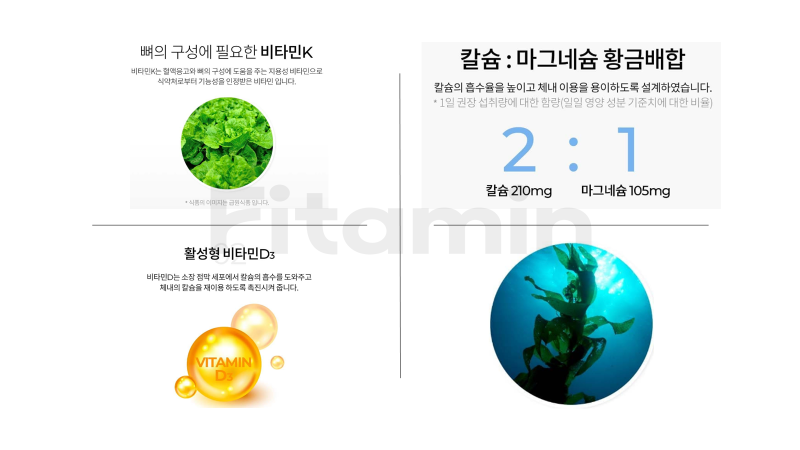 뼈의 구성에 필요한 비타민K
비타민K는 혈액응고와 뼈의 구성에 도움을 주는 지용성 비타민으로
식약처로부터 기능성을 인정받은 비타민 입니다.
* 식품의 이미지는 급원식품 입니다.
칼슘 : 마그네슘 황금배합
칼슘의 흡수율을 높이고 체내 이용을 용이하도록 설계하였습니다.
* 1일 권장 섭취량에 대한 함량(일일 영양 성분 기준치에 대한 비율)
2 : 1
칼슘 210mg 마그네슘 105mg
Fitamin
활성형 비타민D3
비타민D는 소장 점막 세포에서 칼슘의 흡수를 도와주고
체내의 칼슘을 재이용 하도록 촉진시켜 줍니다.
VITAMIN
D3